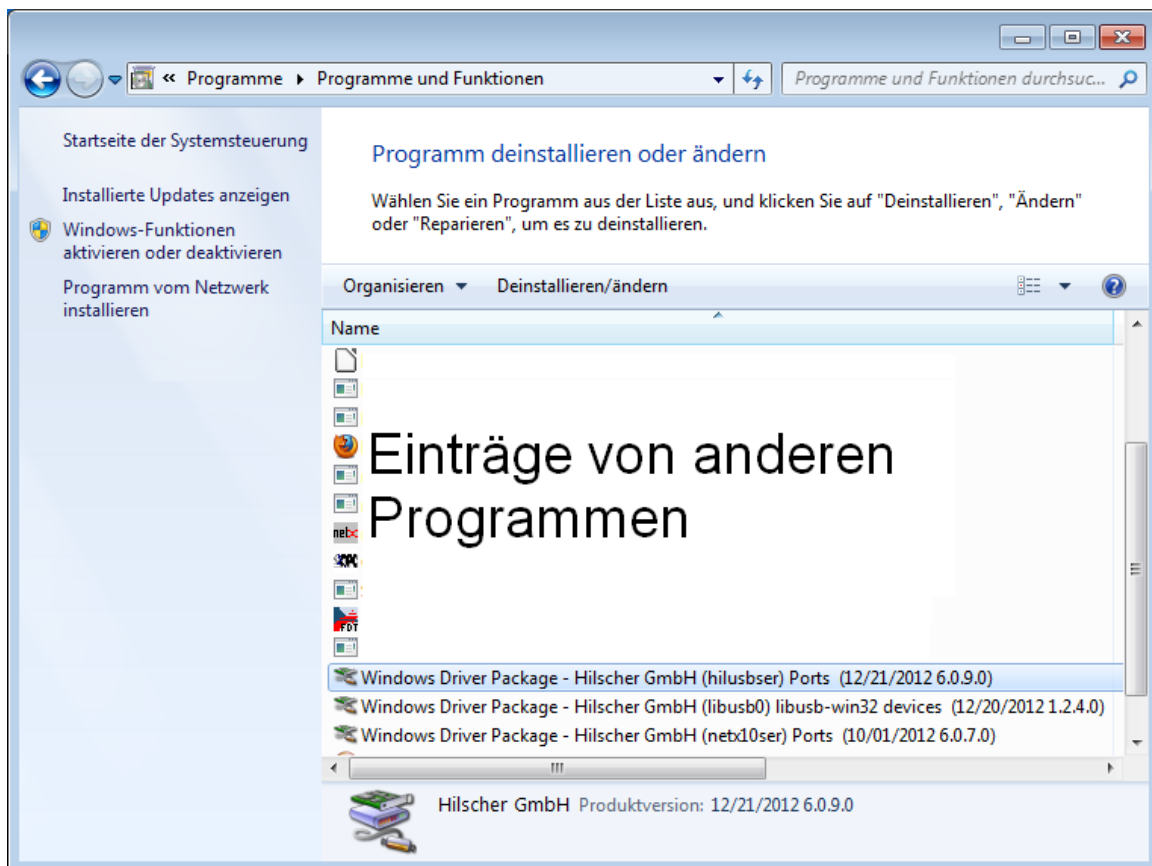 « Programme ▸ Programme und Funktionen
Programme und Funktionen durchsuc...
Startseite der Systemsteuerung
Installierte Updates anzeigen
Windows-Funktionen
aktivieren oder deaktivieren
Programm vom Netzwerk
installieren
Programm deinstallieren oder ändern
Wählen Sie ein Programm aus der Liste aus, und klicken Sie auf "Deinstallieren", "Ändern"
oder "Reparieren", um es zu deinstallieren.
Organisieren Deinstallieren/ändern
Name
Einträge von anderen
Programmen
netx
FDT
Windows Driver Package - Hilscher GmbH (hilusbser) Ports (12/21/2012 6.0.9.0)
Windows Driver Package - Hilscher GmbH (libusb0) libusb-win32 devices (12/20/2012 1.2.4.0)
Windows Driver Package - Hilscher GmbH (netx10ser) Ports (10/01/2012 6.0.7.0)
Hilscher GmbH Produktversion: 12/21/2012 6.0.9.0